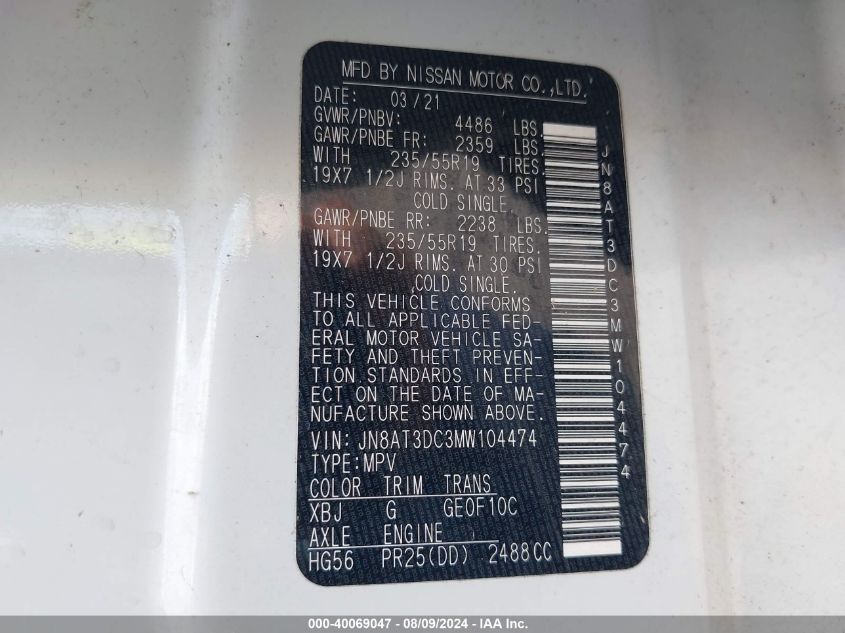 MFD BY NISSAN MOTOR CO.,LTD.
DATE: 03/21
GVWR/PNBV: 4486 LBS.
GAWR/PNBE FR: 2359 LBS.
WITH 235/55R19 TIRES.
19X7 1/2J RIMS. AT 33 PSI
COLD SINGLE.
GAWR/PNBE RR: 2238 LBS.
WITH 235/55R19 TIRES.
19X7 1/2J RIMS. AT 30 PSI
COLD SINGLE.
THIS VEHICLE CONFORMS
TO ALL APPLICABLE FED-
ERAL MOTOR VEHICLE SA-
FETY AND THEFT PREVEN-
TION STANDARDS IN EFF-
ECT ON THE DATE OF MA-
NUFACTURE SHOWN ABOVE.
VIN: JN8AT3DC3MW104474
TYPE:MPV
COLOR TRIM TRANS
XBJ G GE0F10C
AXLE ENGINE
HG56 PR25(DD) 2488CC
JN8AT3DC3MW104474
000-40069047 - 08/09/2024 - IAA Inc.